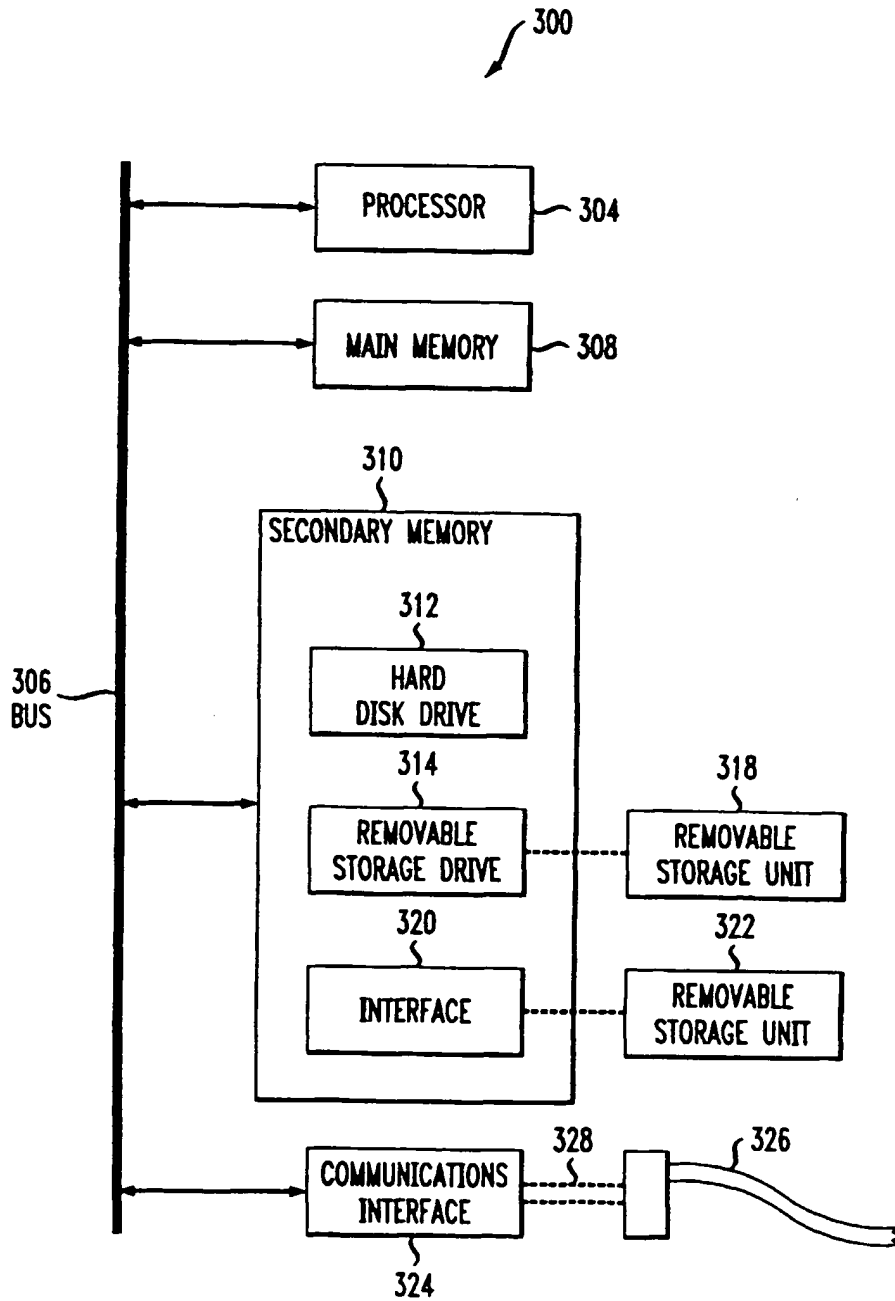 300
PROCESSOR
304
MAIN MEMORY
308
310
SECONDARY MEMORY
312
HARD
DISK DRIVE
306
BUS
314
REMOVABLE
STORAGE DRIVE
318
REMOVABLE
STORAGE UNIT
320
INTERFACE
322
REMOVABLE
STORAGE UNIT
COMMUNICATIONS
INTERFACE
324
328
326